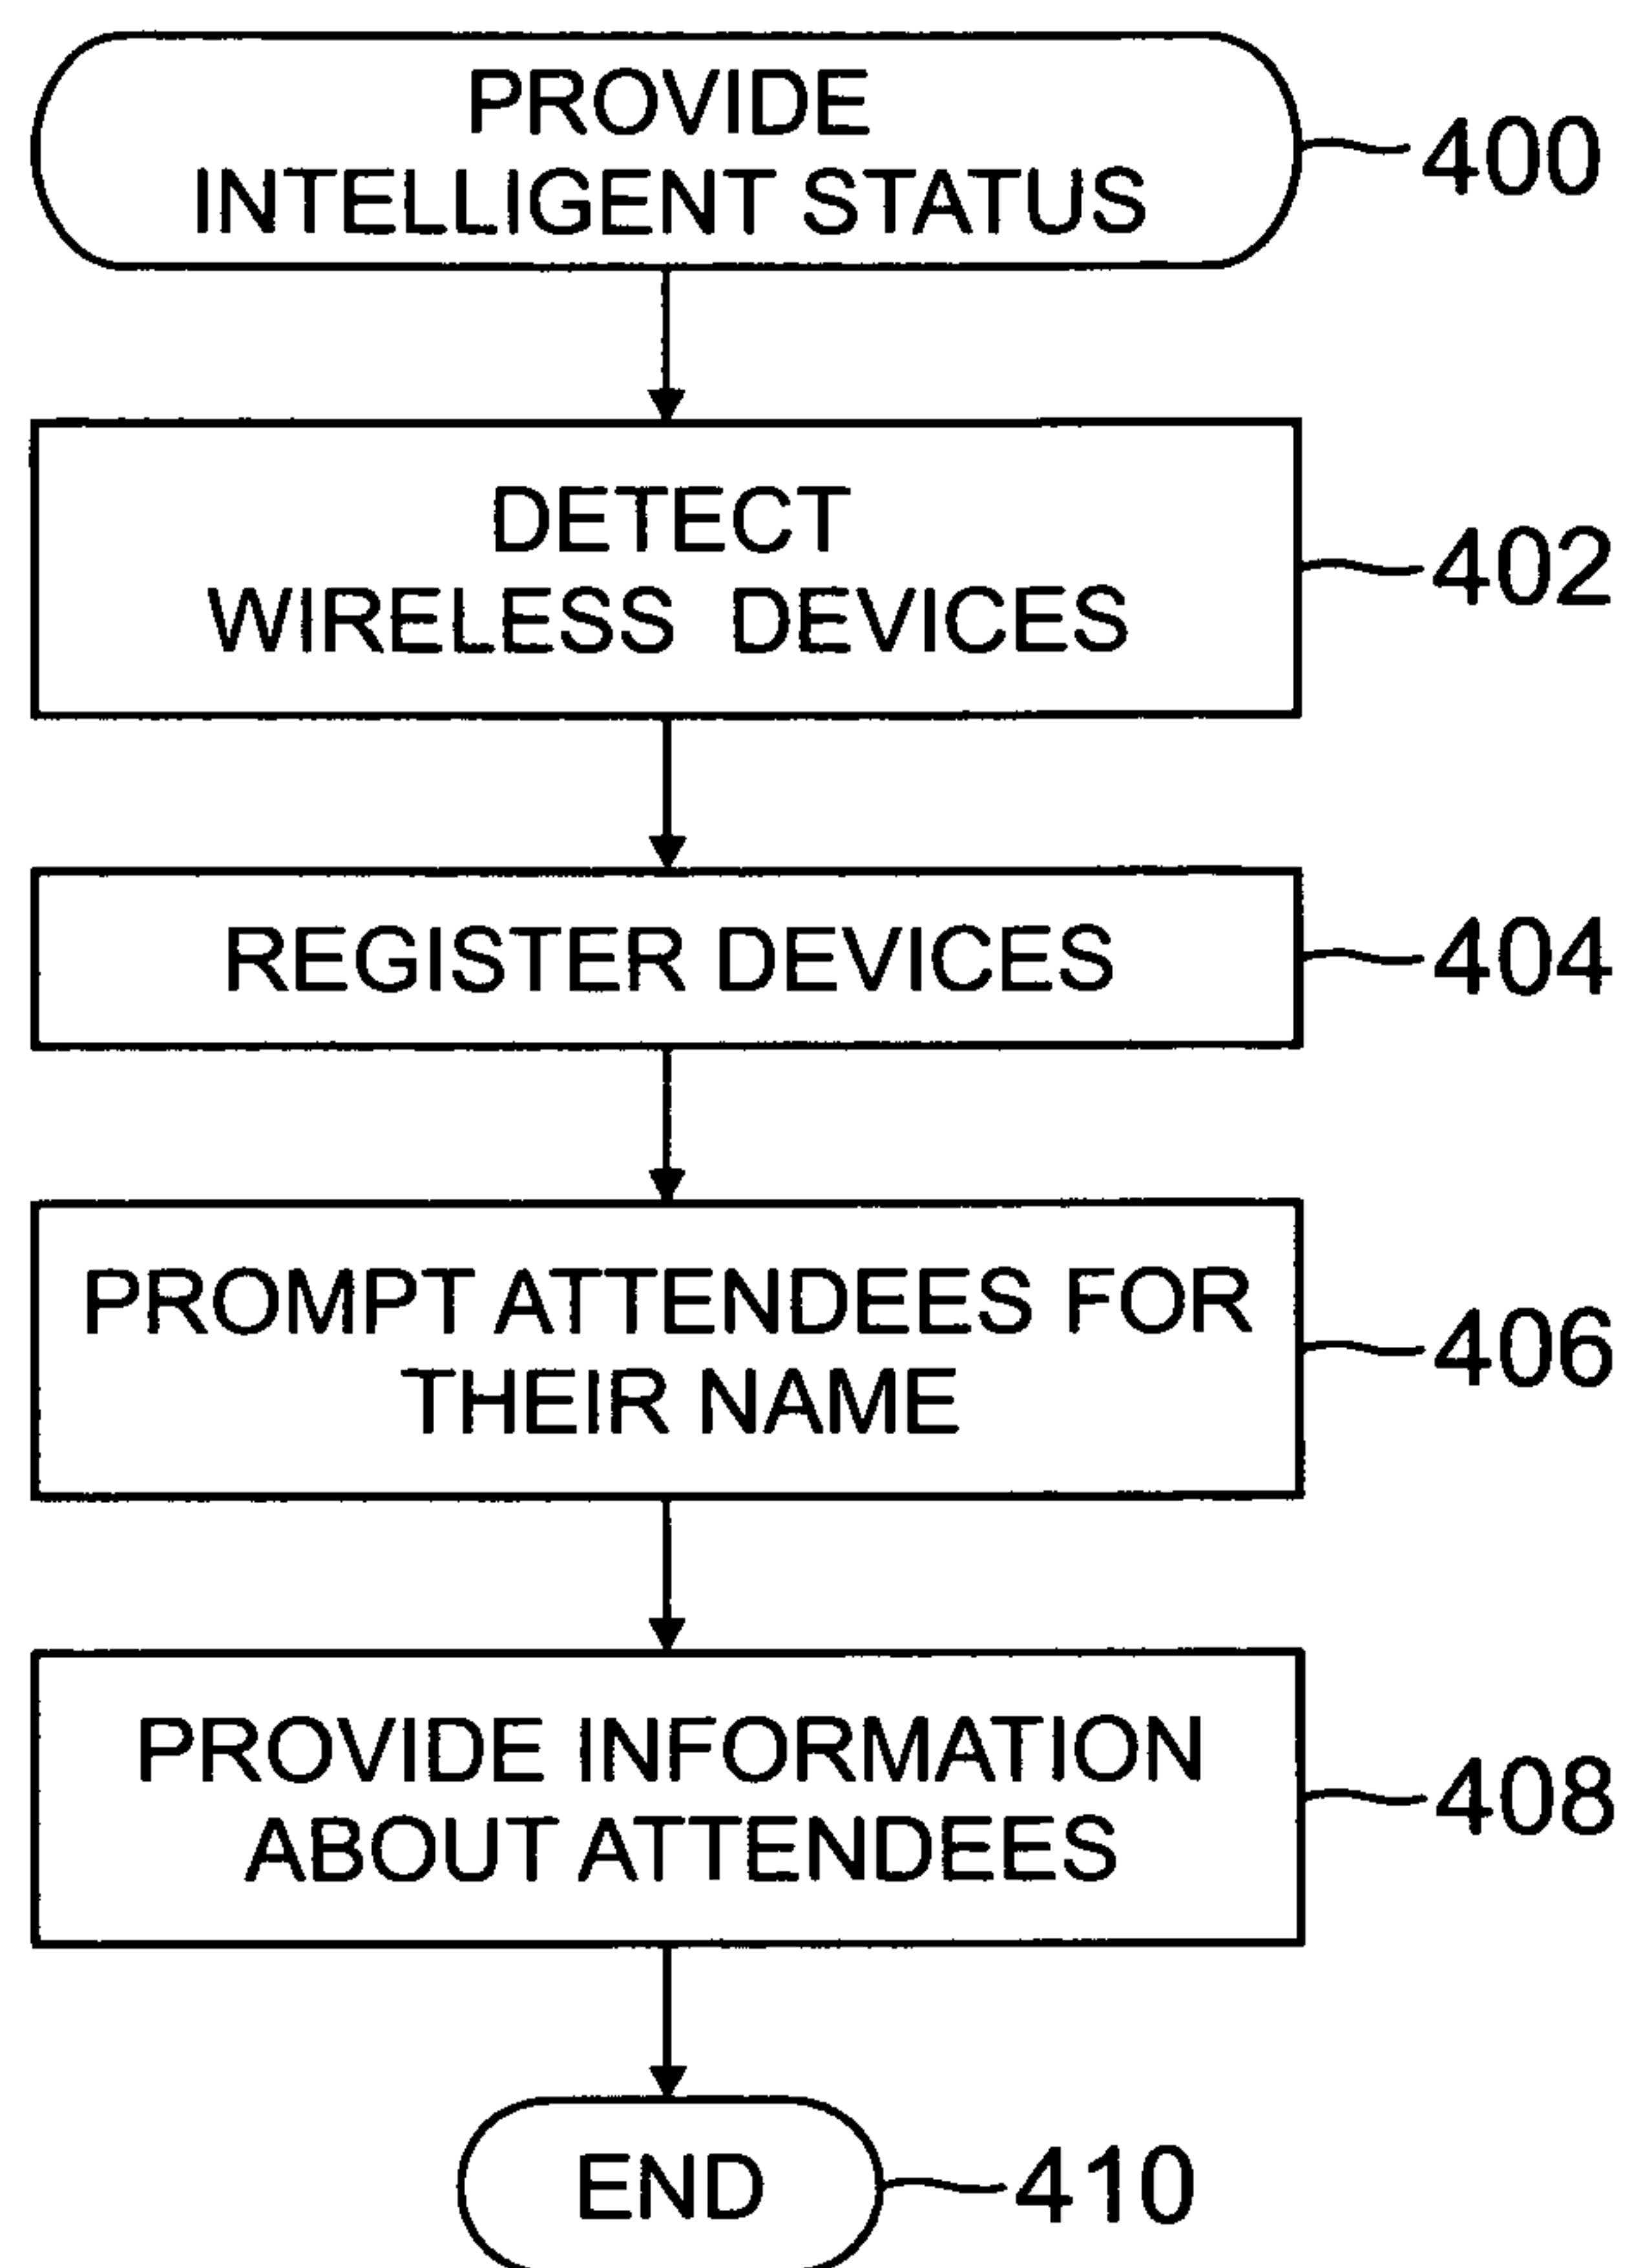 PROVIDE
INTELLIGENT STATUS
400
DETECT
WIRELESS DEVICES
402
REGISTER DEVICES
404
PROMPT ATTENDEES FOR
THEIR NAME
406
PROVIDE INFORMATION
ABOUT ATTENDEES
408
END
410